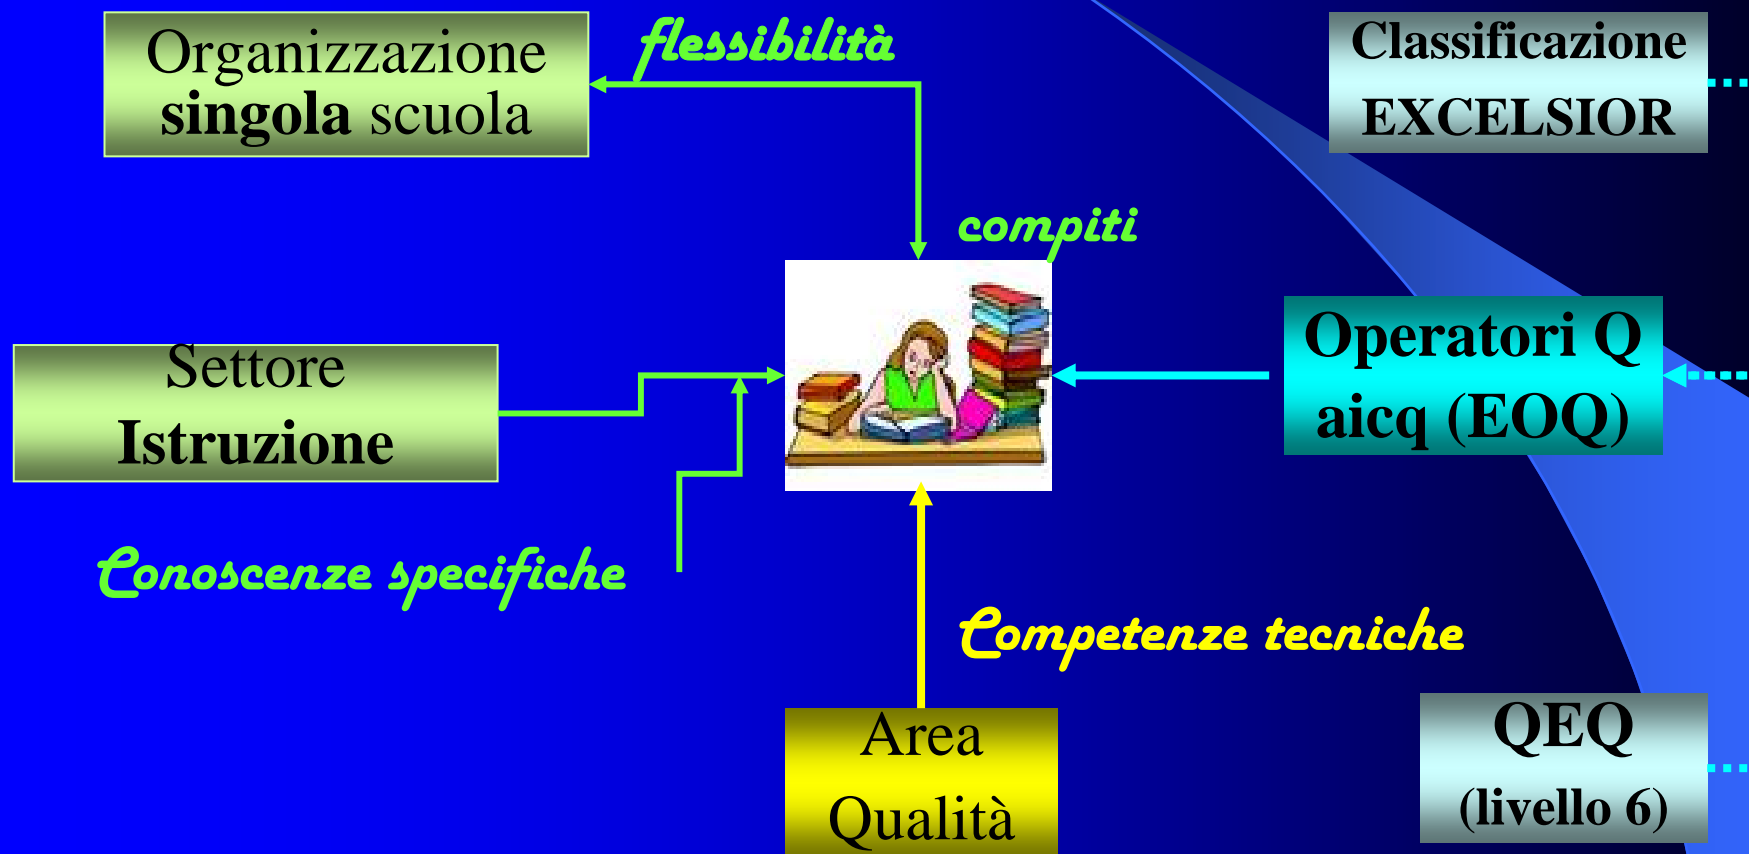 Organizzazione
singola scuola
flessibilità
Classificazione
EXCELSIOR
compiti
Settore
Istruzione
Operatori Q
aicq (EOQ)
Conoscenze specifiche
Competenze tecniche
Area
Qualità
QEQ
(livello 6)